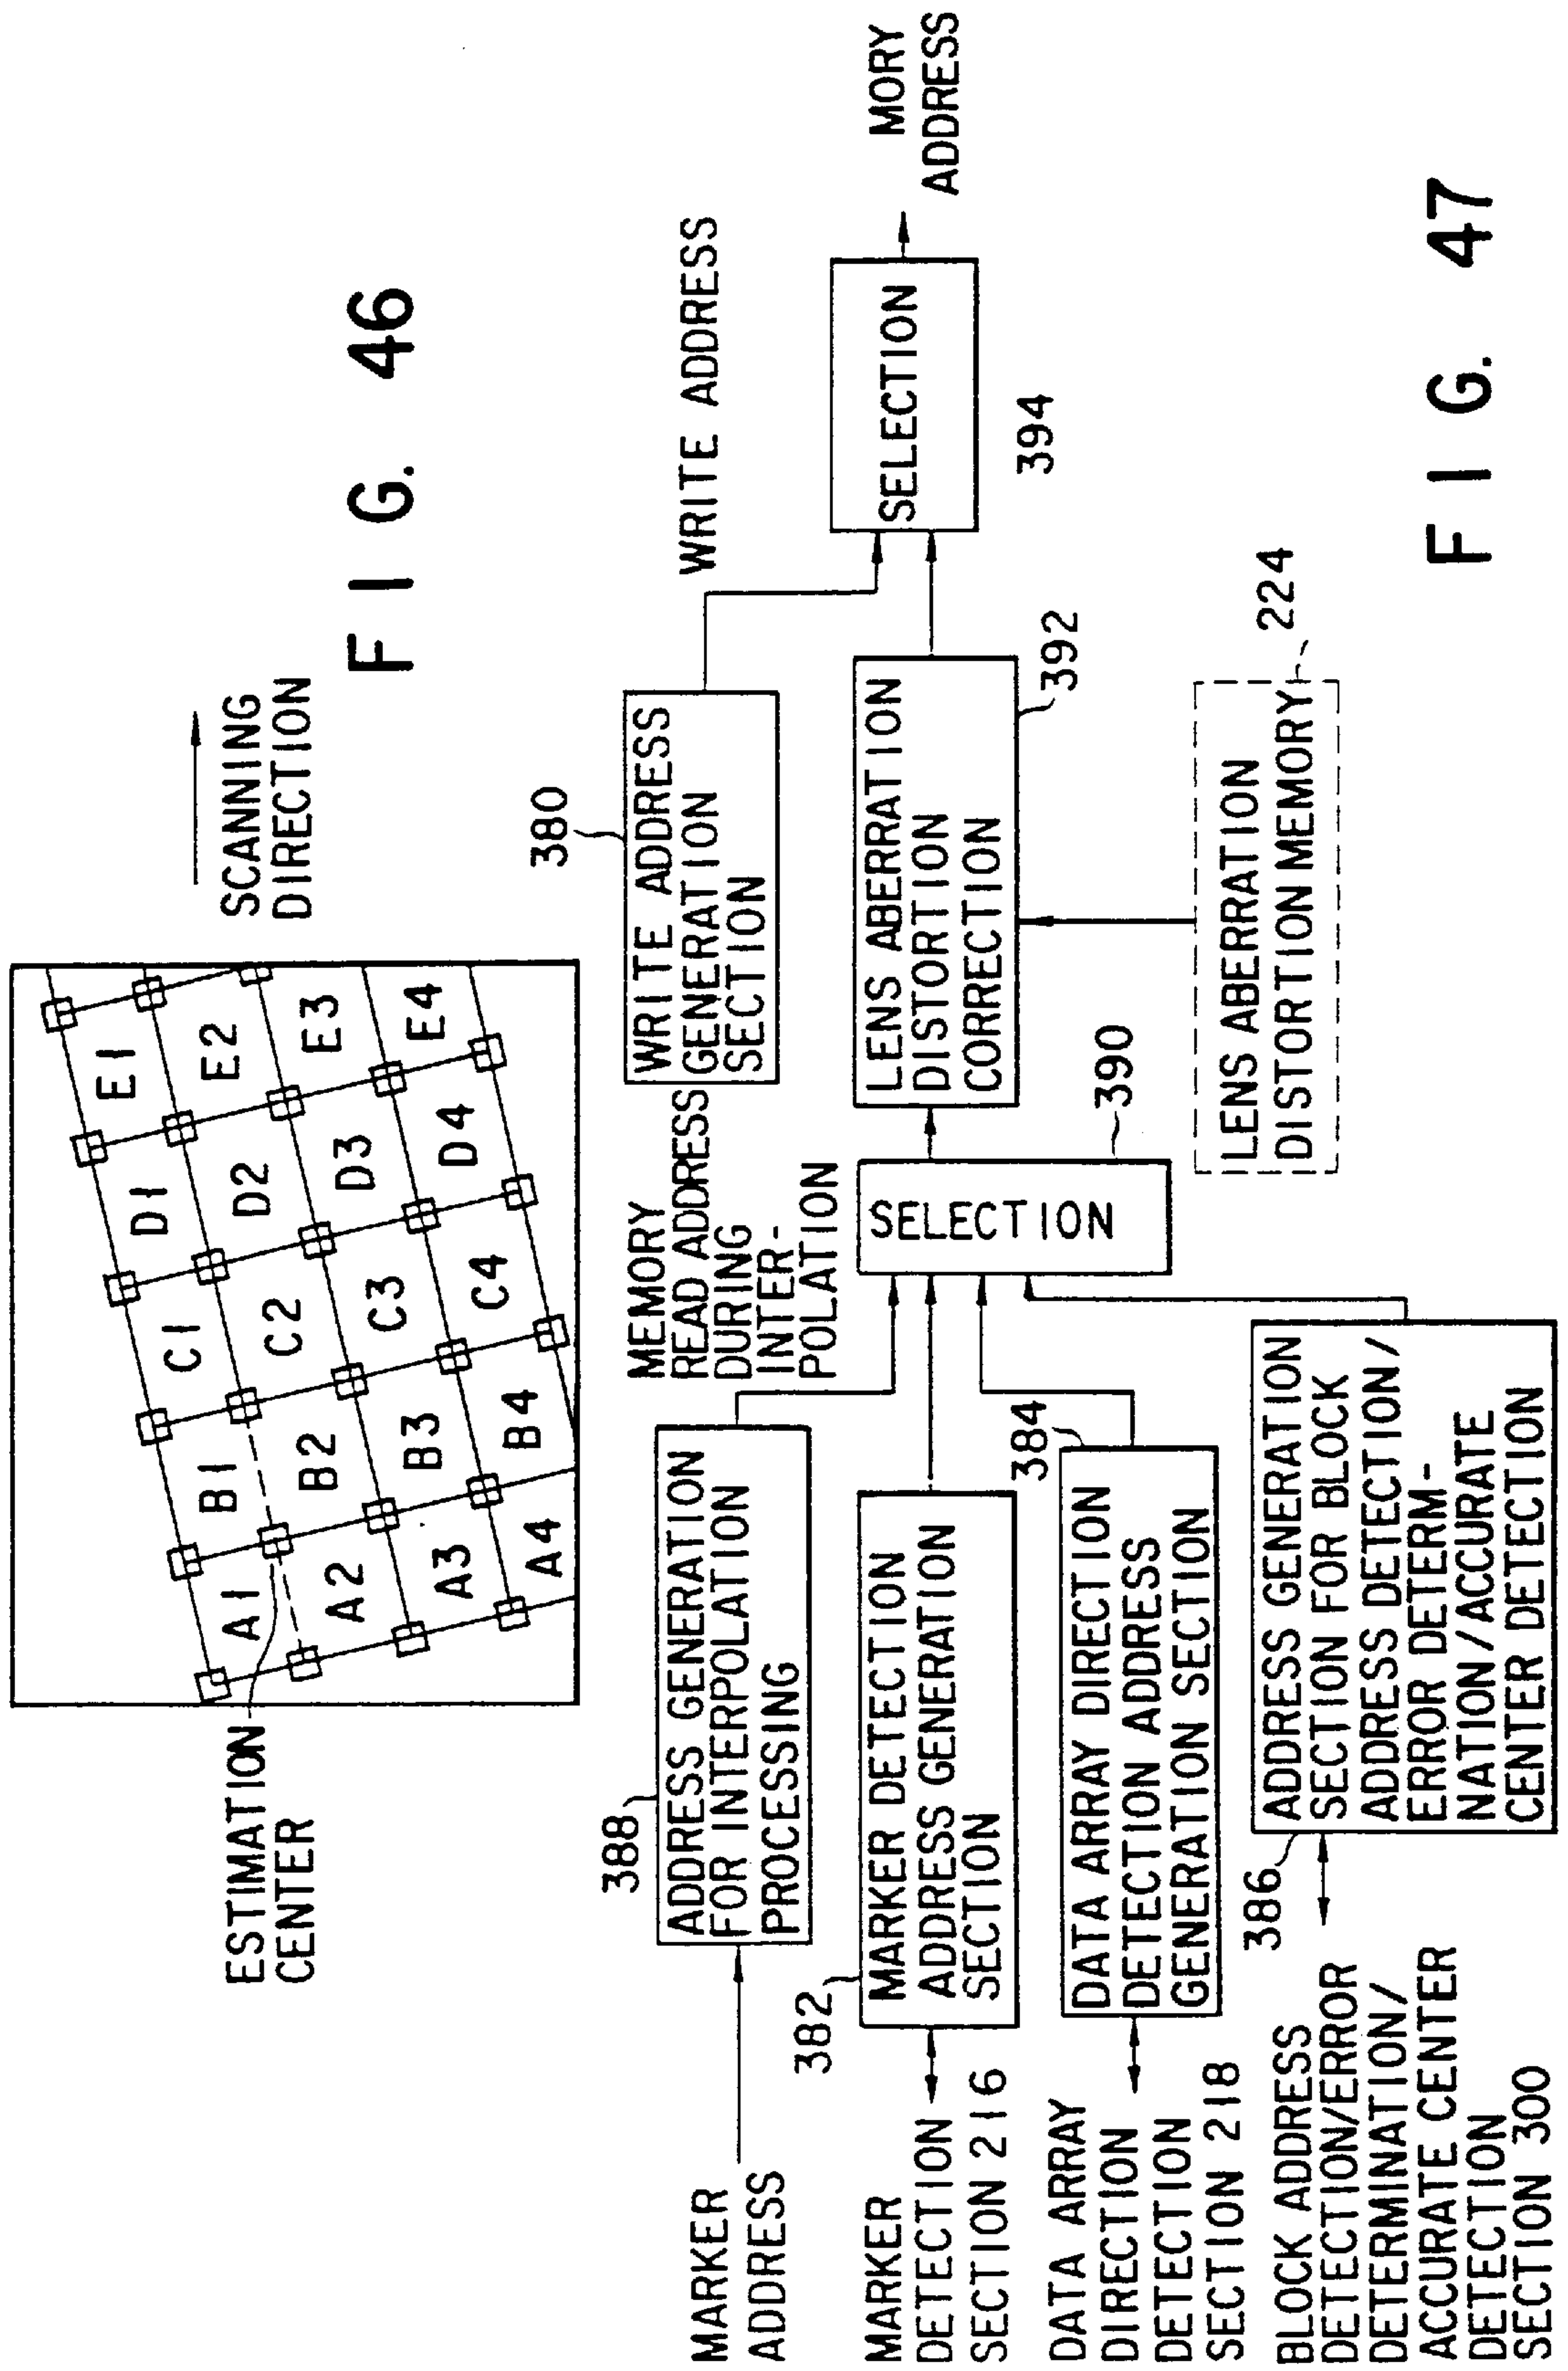 E1
E2
E3
E4
D1
D2
D3
D4
C1
C2
C3
C4
B1
B2
B3
B4
A1
A2
A3
A4
ESTIMATION
CENTER
SCANNING
DIRECTION
FIG. 46
MARKER
ADDRESS
388
ADDRESS GENERATION
FOR INTERPOLATION
PROCESSING
MEMORY
READ ADDRESS
DURING
INTER-
POLATION
380
WRITE ADDRESS
GENERATION
SECTION
WRITE ADDRESS
MARKER
DETECTION
SECTION 216
382
MARKER DETECTION
ADDRESS GENERATION
SECTION
SELECTION
390
LENS ABERRATION
DISTORTION
CORRECTION
392
SELECTION
394
MORY
ADDRESS
DATA ARRAY
DIRECTION
DETECTION
SECTION 218
384
DATA ARRAY DIRECTION
DETECTION ADDRESS
GENERATION SECTION
LENS ABERRATION
DISTORTION MEMORY
224
BLOCK ADDRESS
DETECTION/ERROR
DETERMINATION/
ACCURATE CENTER
DETECTION
SECTION 300
386
ADDRESS GENERATION
SECTION FOR BLOCK
ADDRESS DETECTION/
ERROR DETERM-
NATION/ACCURATE
CENTER DETECTION
FIG. 47